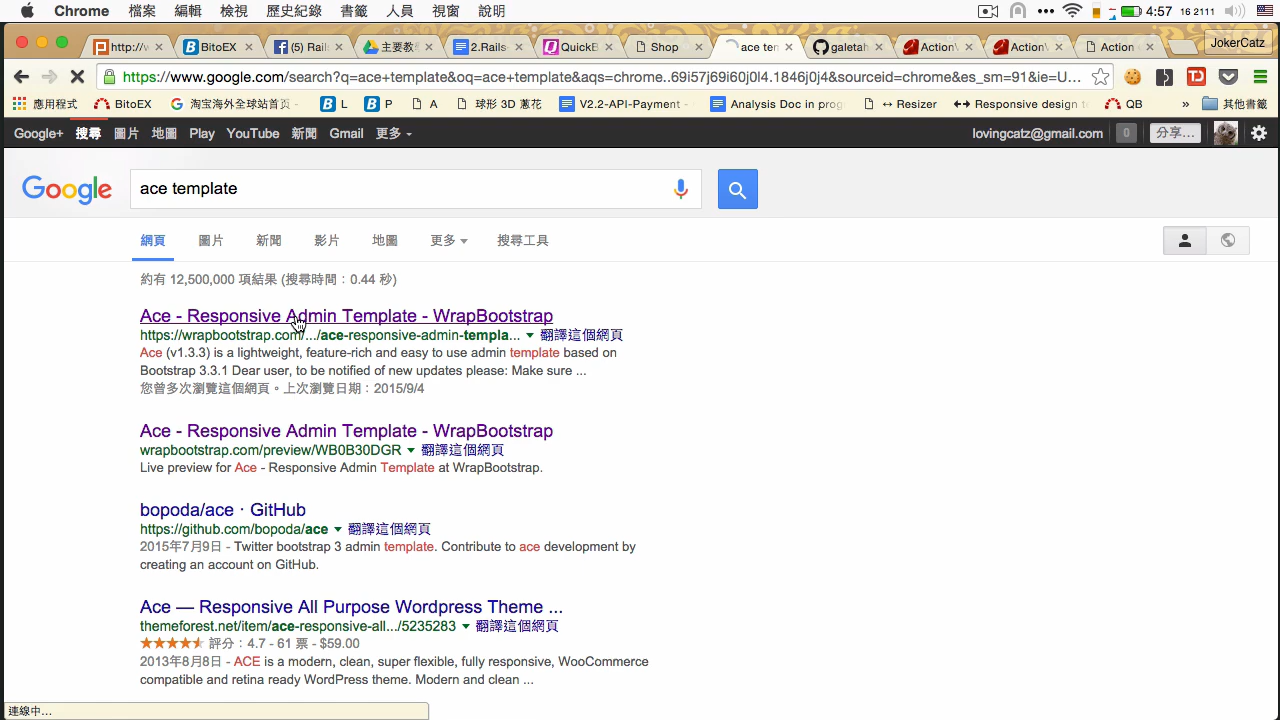 Chrome 檔案 編輯 檢視 歷史紀錄 書籤 人員 視窗 說明
4:57 16 2111
http://w
BitoEX
(5) Rails
主要教
2.Rails
QuickB
Shop
ace ten
galetah
ActionV
ActionV
Action
JokerCatz
https://www.google.com/search?q=ace+template&oq=ace+template&aqs=chrome..69i57j69i60j0l4.1846j0j4&sourceid=chrome&es_sm=91&ie=U...
應用程式 BitoEX 淘宝海外全球站首页 - L P A 球形 3D 蔥花 V2.2-API-Payment - Analysis Doc in prog ↔ Resizer Responsive design t QB » 其他書籤
Google+ 搜尋 圖片 地圖 Play YouTube 新聞 Gmail 更多
lovingcatz@gmail.com 0 分享...
Google ace template
網頁 圖片 新聞 影片 地圖 更多 搜尋工具
約有 12,500,000 項結果 (搜尋時間：0.44 秒)
Ace - Responsive Admin Template - WrapBootstrap
https://wrapbootstrap.com/.../ace-responsive-admin-templa... 翻譯這個網頁
Ace (v1.3.3) is a lightweight, feature-rich and easy to use admin template based on
Bootstrap 3.3.1 Dear user, to be notified of new updates please: Make sure ...
您曾多次瀏覽這個網頁。上次瀏覽日期：2015/9/4
Ace - Responsive Admin Template - WrapBootstrap
wrapbootstrap.com/preview/WB0B30DGR 翻譯這個網頁
Live preview for Ace - Responsive Admin Template at WrapBootstrap.
bopoda/ace · GitHub
https://github.com/bopoda/ace 翻譯這個網頁
2015年7月9日 - Twitter bootstrap 3 admin template. Contribute to ace development by
creating an account on GitHub.
Ace — Responsive All Purpose Wordpress Theme ...
themeforest.net/item/ace-responsive-all.../5235283 翻譯這個網頁
評分：4.7 - 61 票 - $59.00
2013年8月8日 - ACE is a modern, clean, super flexible, fully responsive, WooCommerce
compatible and retina ready WordPress theme. Modern and clean ...
連線中...